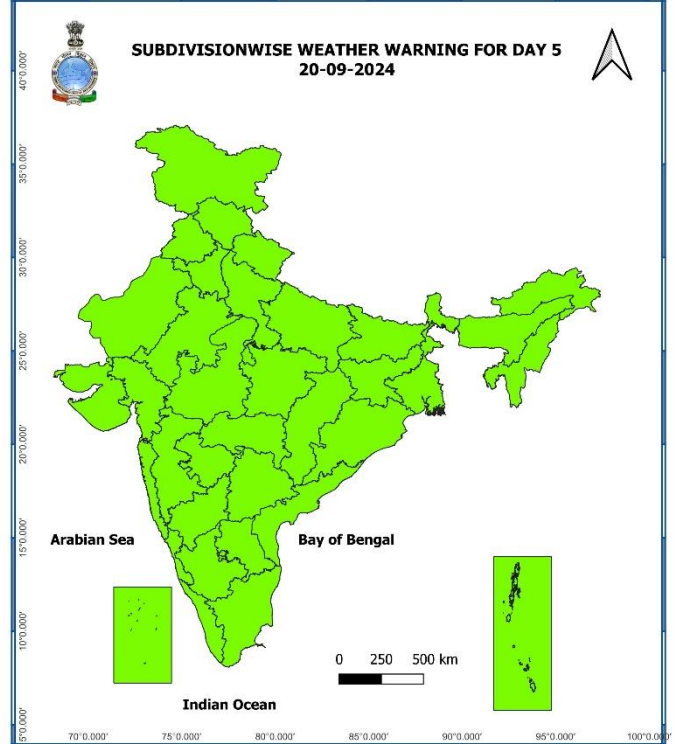 SUBDIVISIONWISE WEATHER WARNING FOR DAY 5
20-09-2024
40°0.000'
35°0.000'
30°0.000'
25°0.000'
20°0.000'
15°0.000'
10°0.000'
5°0.000'
Arabian Sea
Bay of Bengal
0 250 500 km
Indian Ocean
70°0.000' 75°0.000' 80°0.000' 85°0.000' 90°0.000' 95°0.000' 100°0.000'